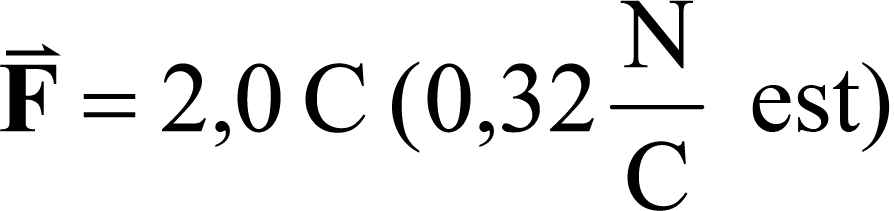 F⃗ = 2,0 C (0,32 N/C est)